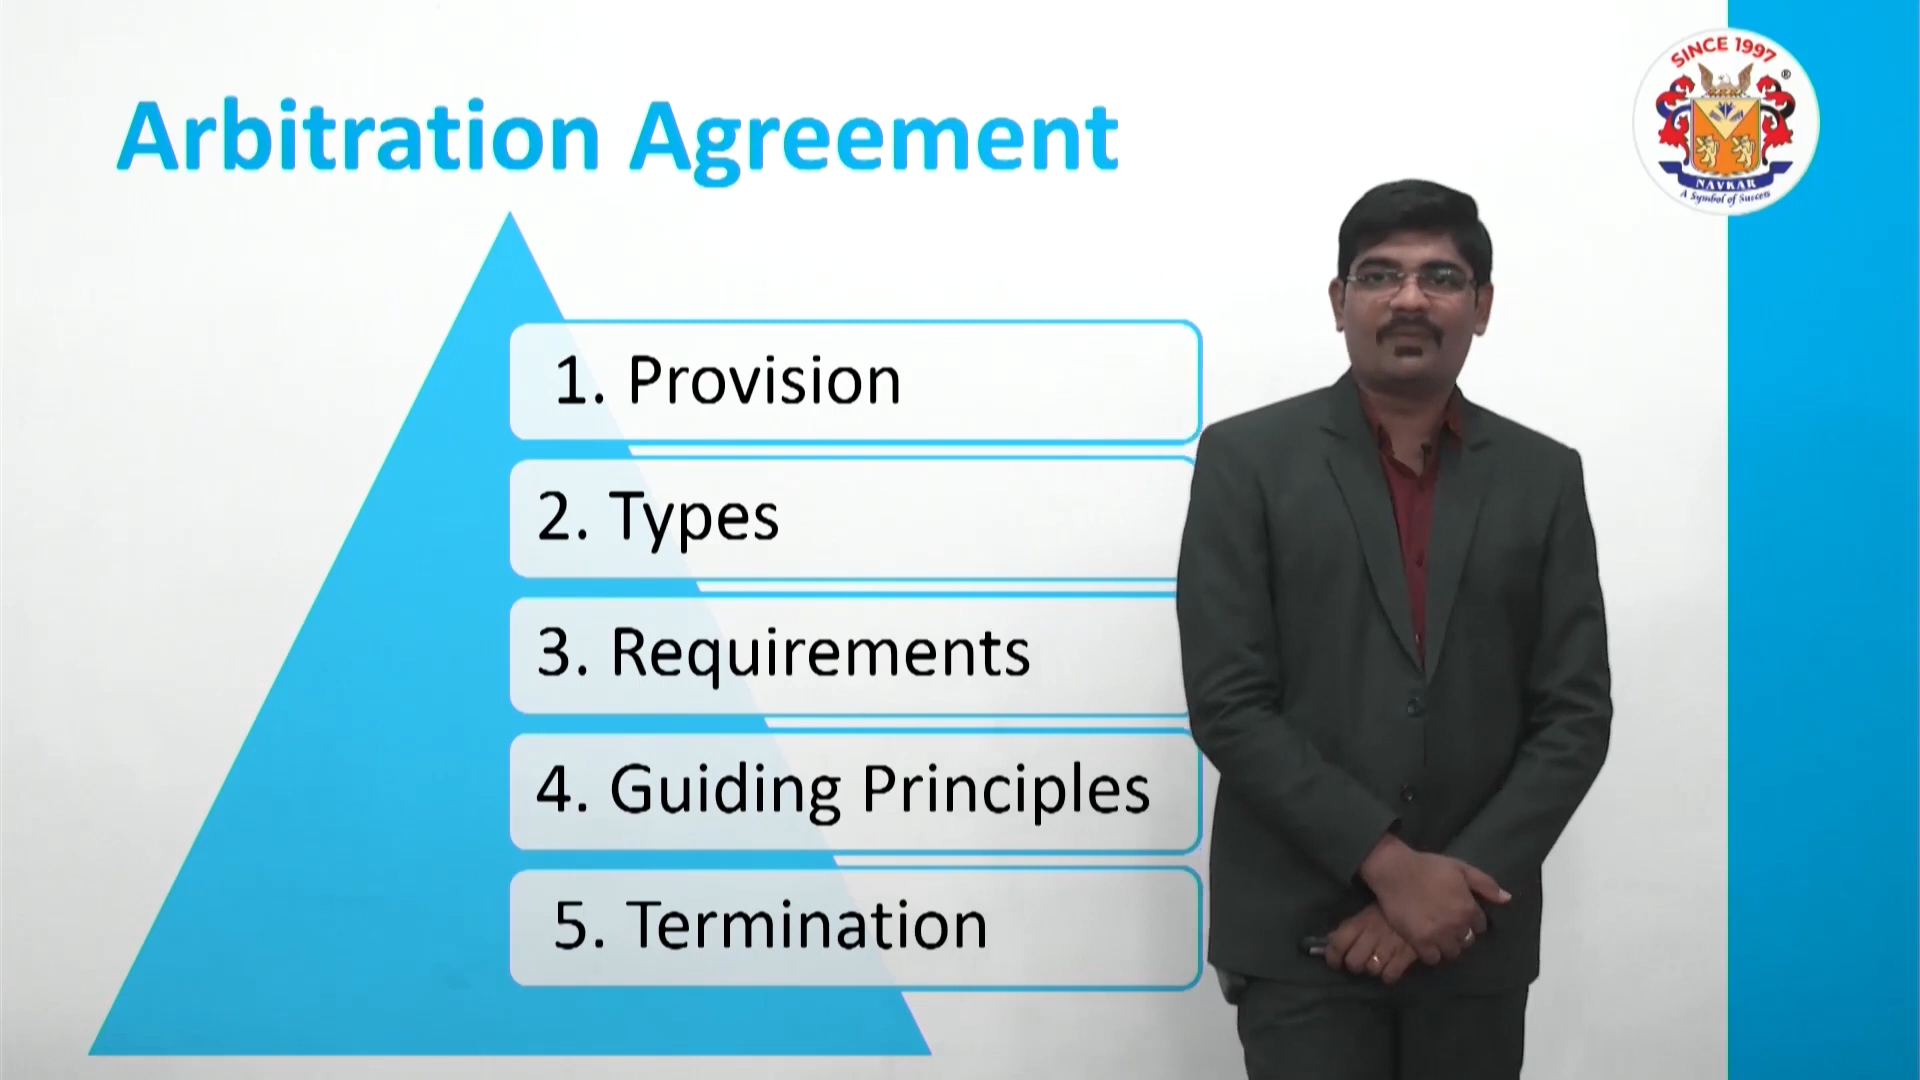 Arbitration Agreement
SINCE 1997
®
NAVKAR
A Symbol of Success
1. Provision
2. Types
3. Requirements
4. Guiding Principles
5. Termination